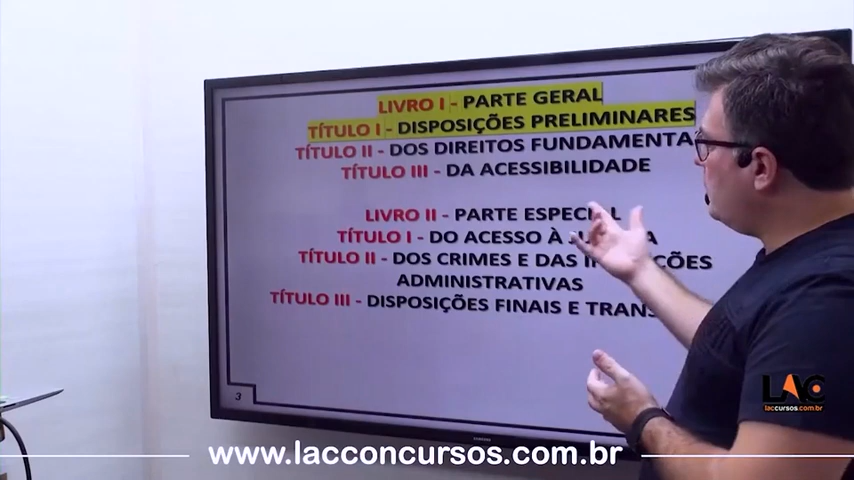 LIVRO I - PARTE GERAL
TÍTULO I - DISPOSIÇÕES PRELIMINARES
TÍTULO II - DOS DIREITOS FUNDAMENTA
TÍTULO III - DA ACESSIBILIDADE
LIVRO II - PARTE ESPECIAL
TÍTULO I - DO ACESSO À
TÍTULO II - DOS CRIMES E DAS
ADMINISTRATIVAS
TÍTULO III - DISPOSIÇÕES FINAIS E TRANS
3
SAMSUNG
LAC
lacconcursos.com.br
www.lacconcursos.com.br